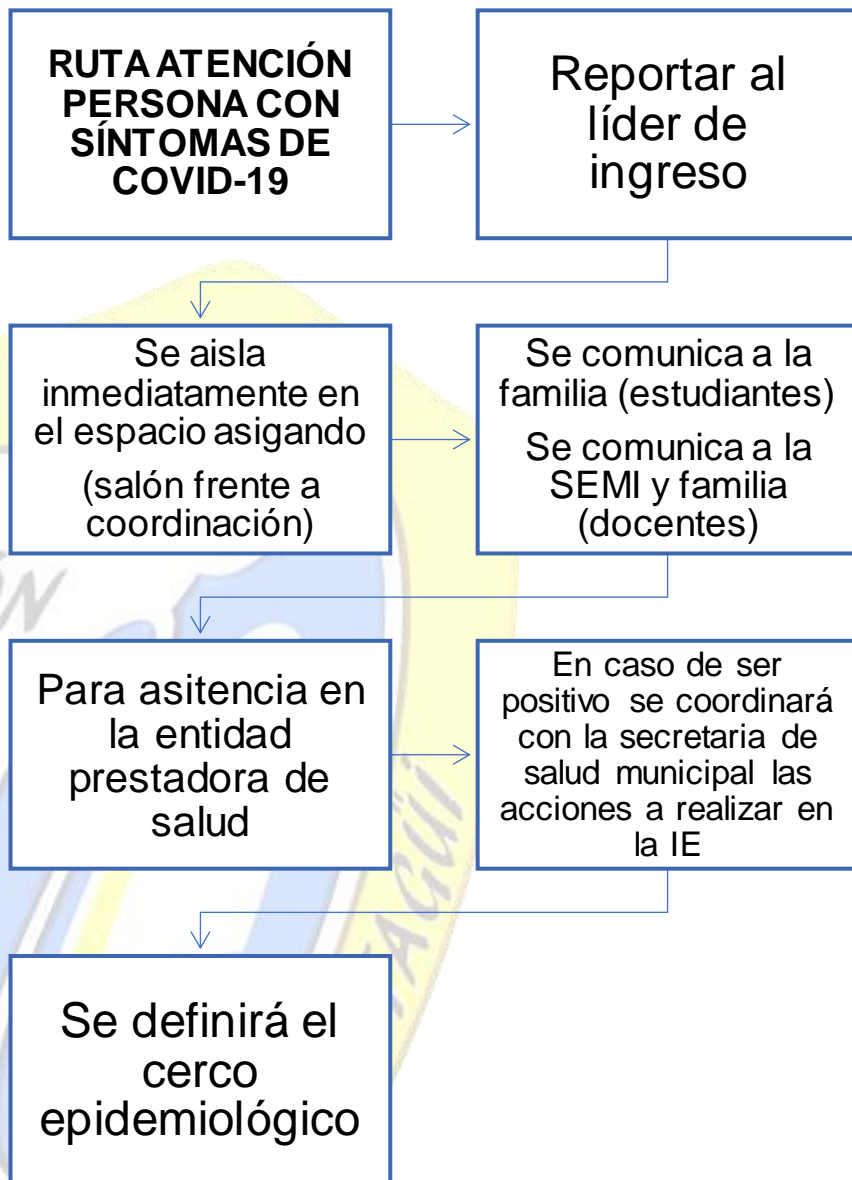 RUTA ATENCIÓN
PERSONA CON
SÍNTOMAS DE
COVID-19
Reportar al
líder de
ingreso
Se aisla
inmediatamente en
el espacio asigando
(salón frente a
coordinación)
Se comunica a la
familia (estudiantes)
Se comunica a la
SEMI y familia
(docentes)
Para asitencia en
la entidad
prestadora de
salud
En caso de ser
positivo se coordinará
con la secretaria de
salud municipal las
acciones a realizar en
la IE
Se definirá el
cerco
epidemiológico